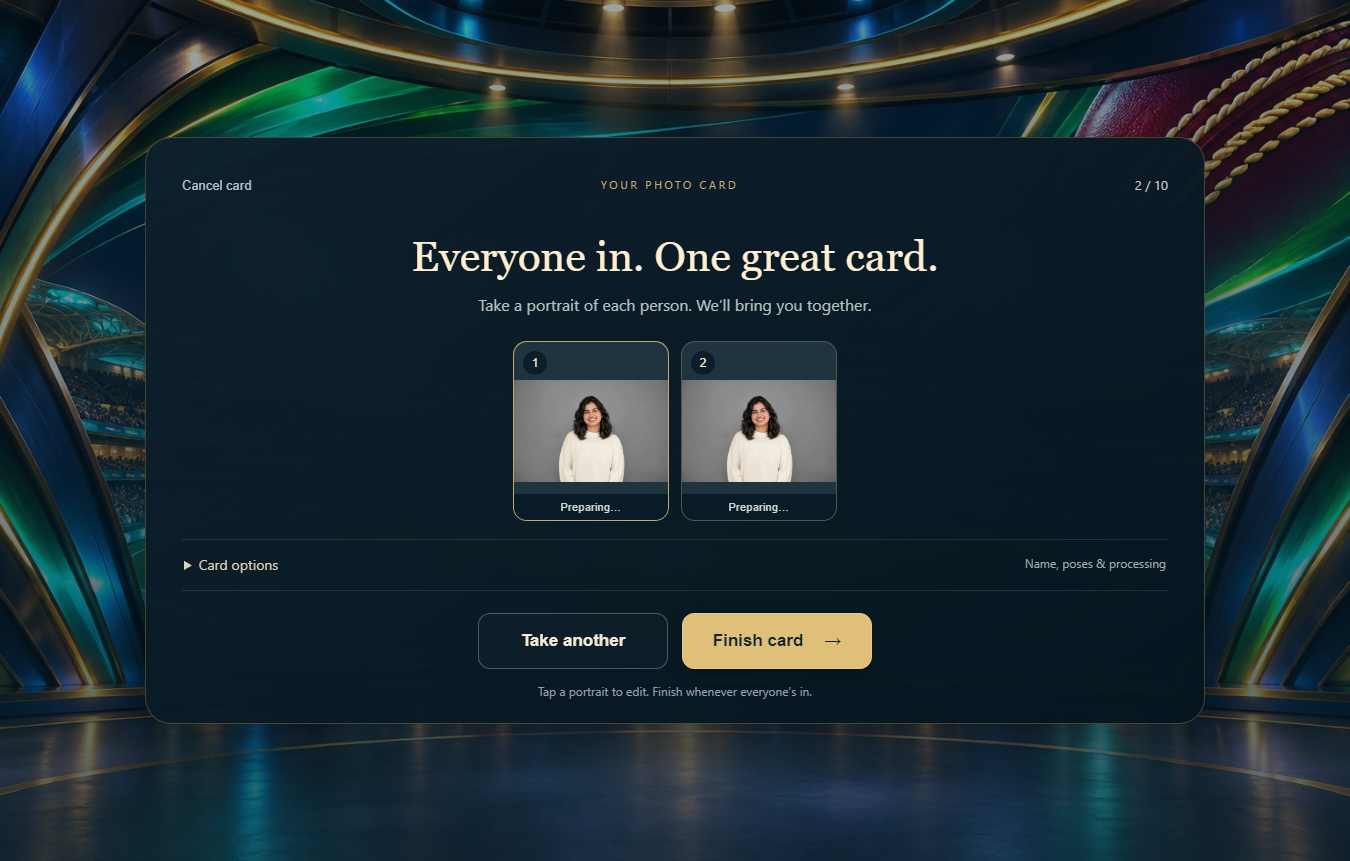 Cancel card
YOUR PHOTO CARD
2 / 10
Everyone in. One great card.
Take a portrait of each person. We’ll bring you together.
1
2
Preparing...
Preparing...
▶ Card options
Name, poses & processing
Take another
Finish card →
Tap a portrait to edit. Finish whenever everyone’s in.